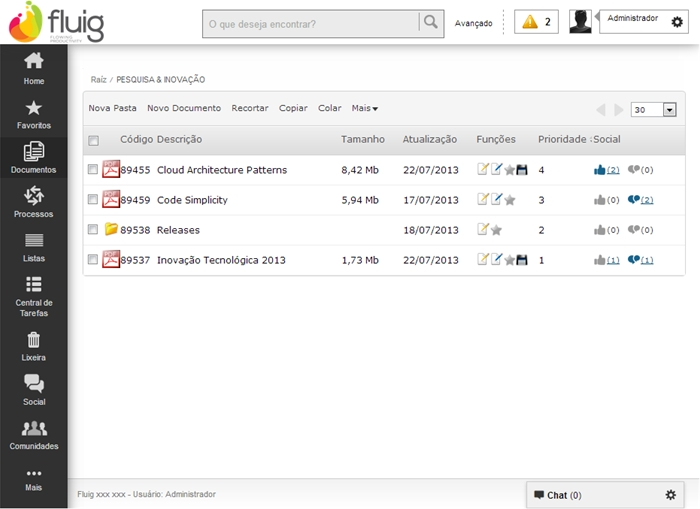 fluig
FLOWING
PRODUCTIVITY
O que deseja encontrar?
Avançado
2
Administrador
Home
Favoritos
Documentos
Processos
Listas
Central de
Tarefas
Lixeira
Social
Comunidades
Mais
Raíz / PESQUISA & INOVAÇÃO
Nova Pasta Novo Documento Recortar Copiar Colar Mais
30
Código Descrição Tamanho Atualização Funções Prioridade Social
89455 Cloud Architecture Patterns 8,42 Mb 22/07/2013 4 (2) (0)
89459 Code Simplicity 5,94 Mb 17/07/2013 3 (0) (2)
89538 Releases 18/07/2013 2 (0) (0)
89537 Inovação Tecnológica 2013 1,73 Mb 22/07/2013 1 (1) (1)
Fluig xxx xxx - Usuário: Administrador
Chat (0)